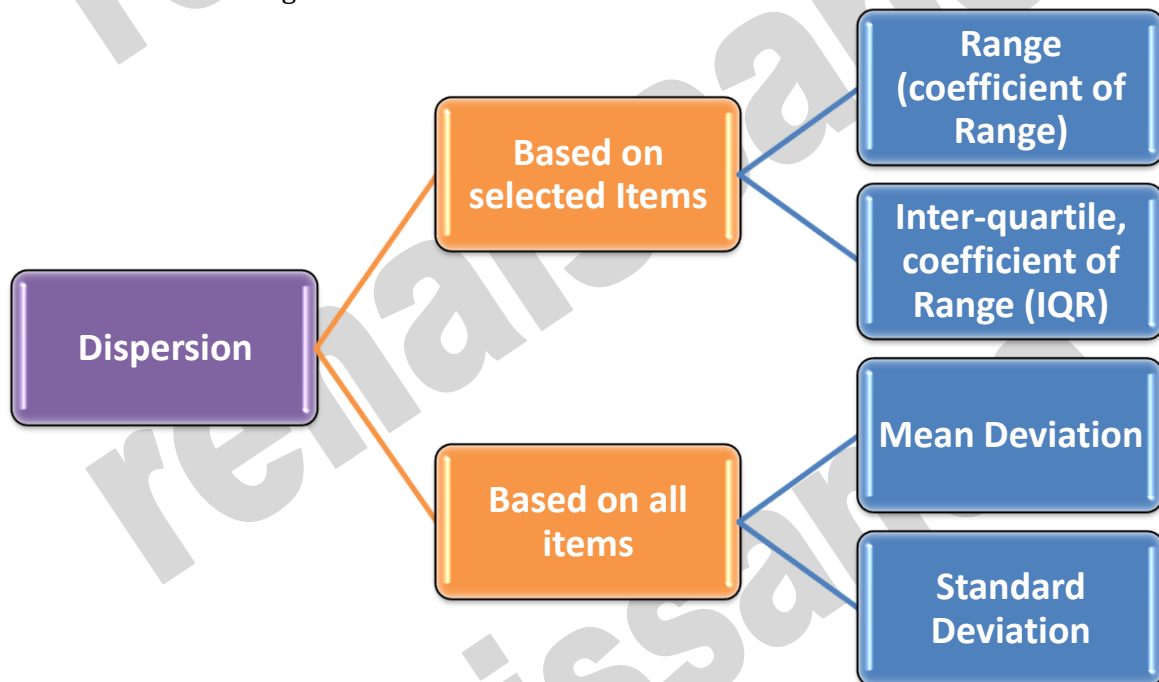 Range
(coefficient of
Range)
Based on
selected Items
Inter-quartile,
coefficient of
Range (IQR)
Dispersion
Mean Deviation
Based on all
items
Standard
Deviation
renaissance